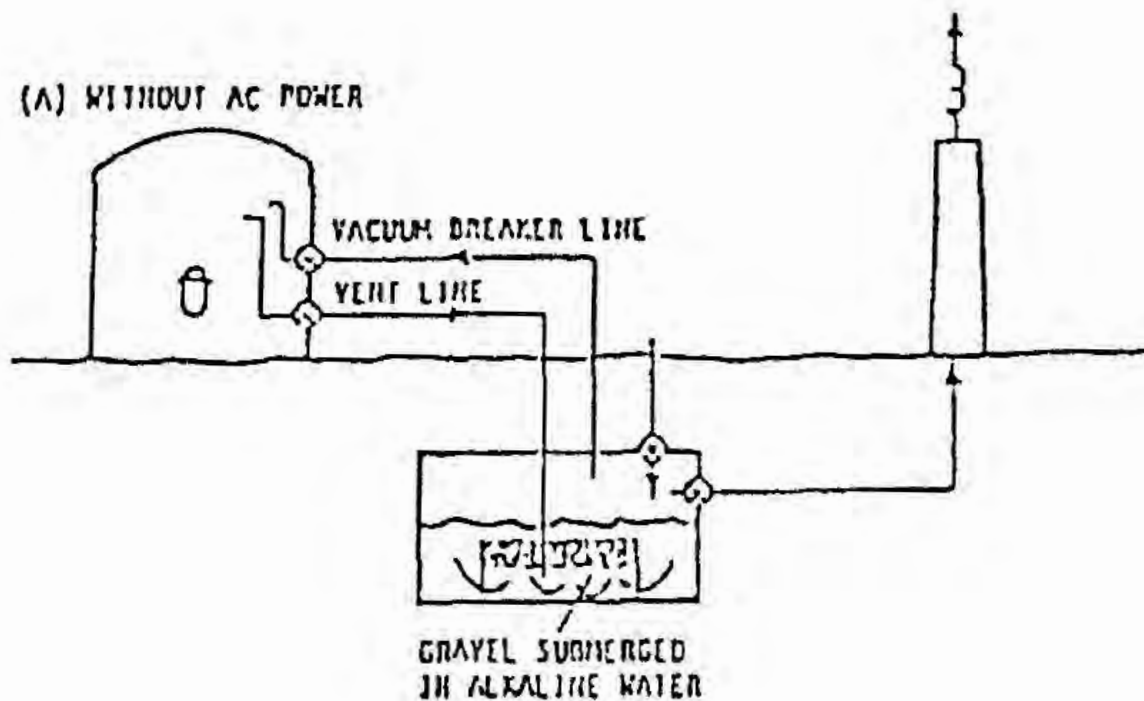 (A) WITHOUT AC POWER
VACUUM BREAKER LINE
VENT LINE
GRAVEL SUBMERGED
IN ALKALINE WATER